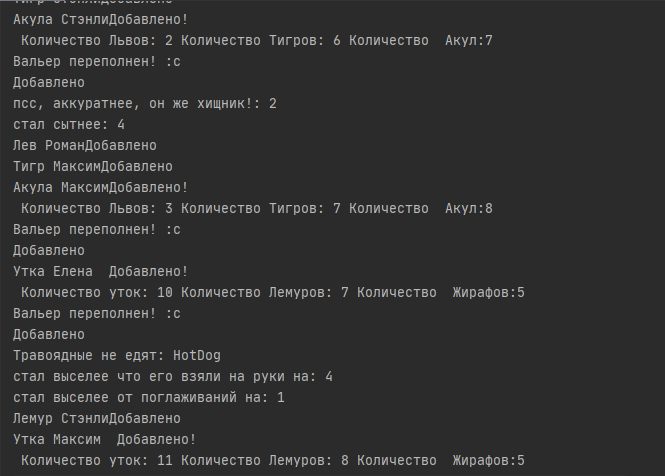 Тигр СтэнлиДобавлено
Акула СтэнлиДобавлено!
Количество Львов: 2 Количество Тигров: 6 Количество  Акул:7
Вальер переполнен! :с
Добавлено
псс, аккуратнее, он же хищник!: 2
стал сытнее: 4
Лев РоманДобавлено
Тигр МаксимДобавлено
Акула МаксимДобавлено!
Количество Львов: 3 Количество Тигров: 7 Количество  Акул:8
Вальер переполнен! :с
Добавлено
Утка Елена  Добавлено!
Количество уток: 10 Количество Лемуров: 7 Количество  Жирафов:5
Вальер переполнен! :с
Добавлено
Травоядные не едят: HotDog
стал выселее что его взяли на руки на: 4
стал выселее от поглаживаний на: 1
Лемур СтэнлиДобавлено
Утка Максим  Добавлено!
Количество уток: 11 Количество Лемуров: 8 Количество  Жирафов:5